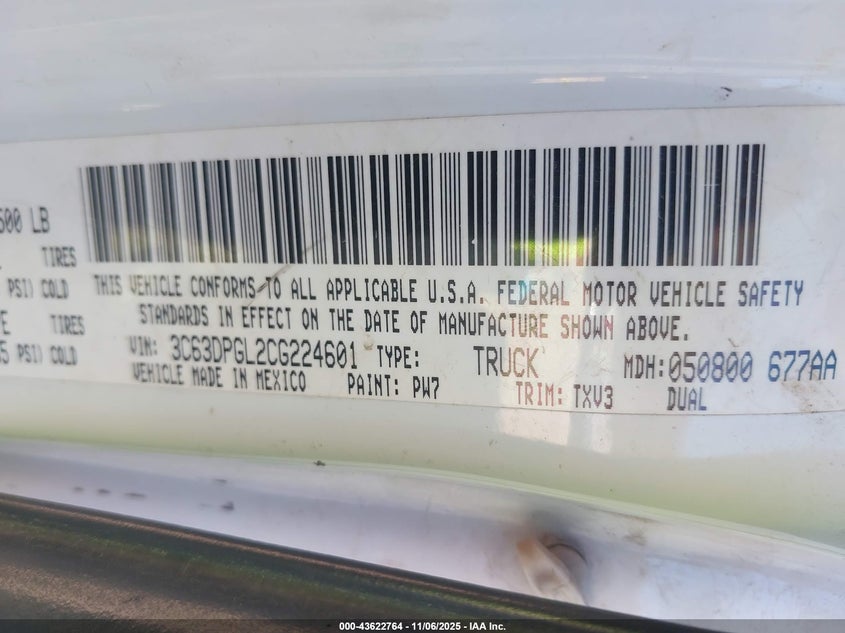 500 LB
TIRES
PSI) COLD
THIS VEHICLE CONFORMS TO ALL APPLICABLE U.S.A. FEDERAL MOTOR VEHICLE SAFETY
TIRES
STANDARDS IN EFFECT ON THE DATE OF MANUFACTURE SHOWN ABOVE.
5 PSI) COLD
VIN: 3C63DPGL2CG224601 TYPE: TRUCK MDH: 050800 677AA
VEHICLE MADE IN MEXICO PAINT: PW7 TRIM: TXV3 DUAL
000-43622764 - 11/06/2025 - IAA Inc.